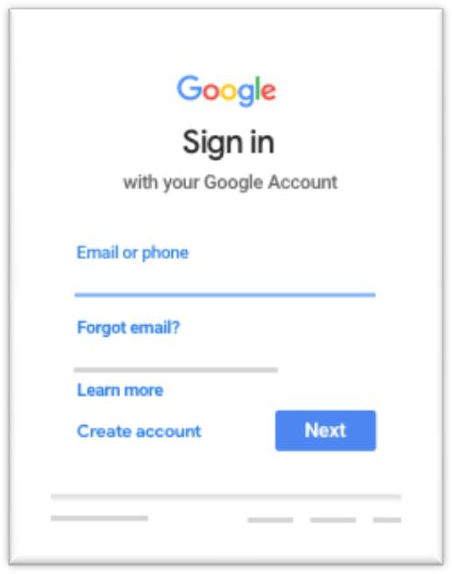 Google
Sign in
with your Google Account
Email or phone
Forgot email?
Learn more
Create account
Next